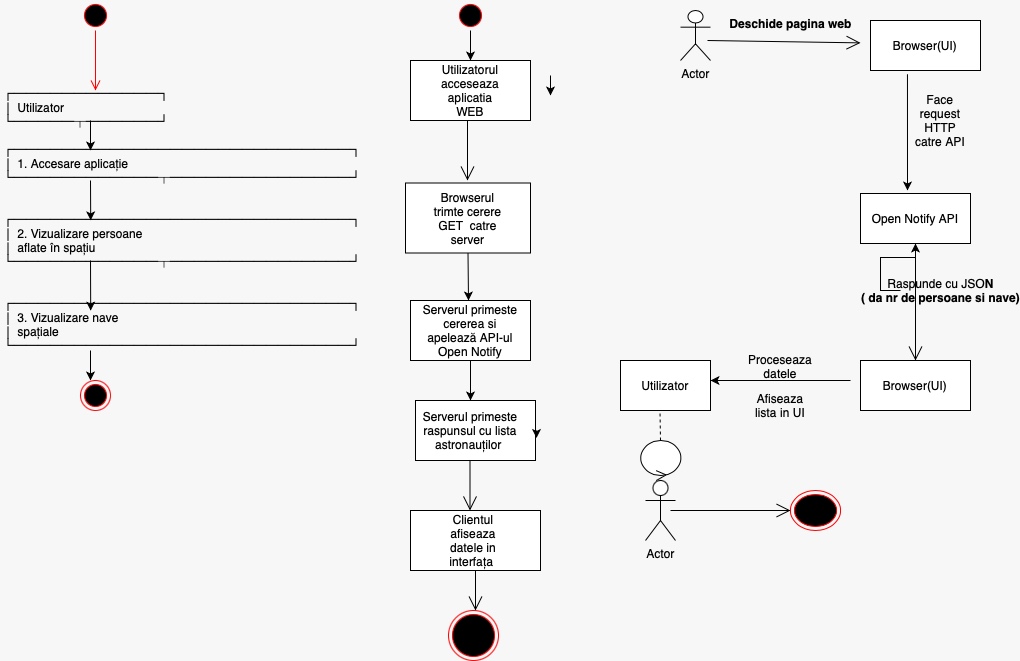 Utilizator
1. Accesare aplicație
2. Vizualizare persoane
aflate în spațiu
3. Vizualizare nave
spațiale
Utilizatorul
acceseaza
aplicatia
WEB
Browserul
trimte cerere
GET catre
server
Serverul primeste
cererea si
apelează API-ul
Open Notify
Serverul primeste
raspunsul cu lista
astronauților
Clientul
afiseaza
datele in
interfața
Deschide pagina web
Actor
Browser(UI)
Face
request
HTTP
catre API
Open Notify API
Raspunde cu JSON
( da nr de persoane si nave)
Browser(UI)
Proceseaza
datele
Afiseaza
lista in UI
Utilizator
Actor